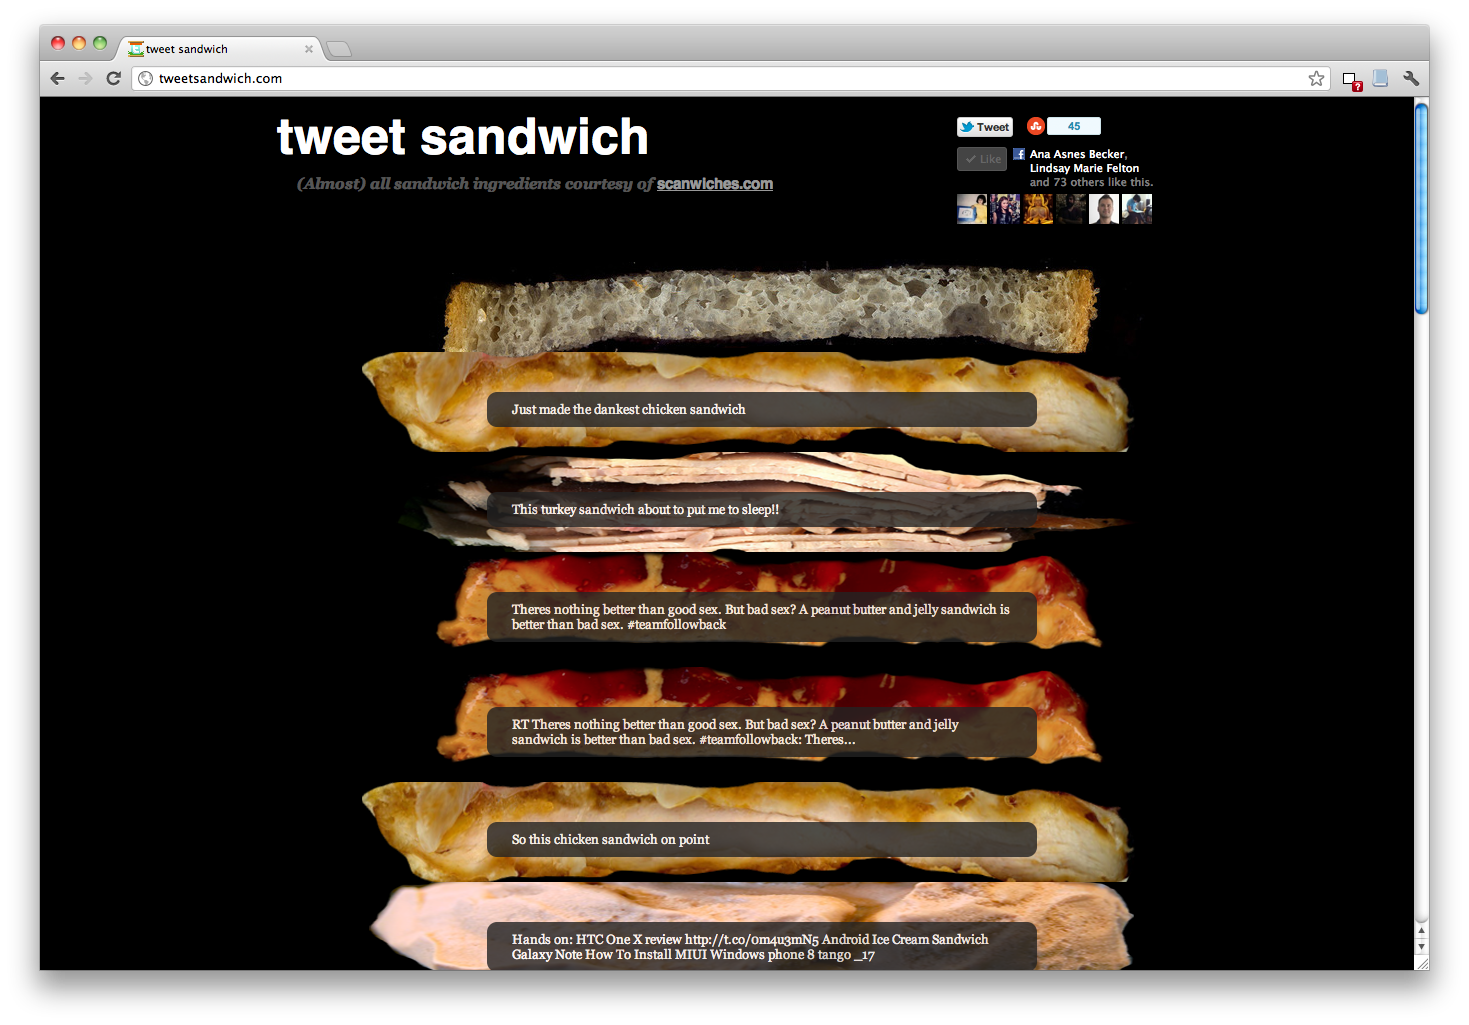 tweet sandwich
tweetsandwich.com
tweet sandwich
(Almost) all sandwich ingredients courtesy of scanwiches.com
Tweet
45
Like
Ana Asnes Becker,
Lindsay Marie Felton
and 73 others like this.
Just made the dankest chicken sandwich
This turkey sandwich about to put me to sleep!!
Theres nothing better than good sex. But bad sex? A peanut butter and jelly sandwich is
better than bad sex. #teamfollowback
RT Theres nothing better than good sex. But bad sex? A peanut butter and jelly
sandwich is better than bad sex. #teamfollowback: Theres...
So this chicken sandwich on point
Hands on: HTC One X review http://t.co/0m4u3mN5 Android Ice Cream Sandwich
Galaxy Note How To Install MIUI Windows phone 8 tango _17